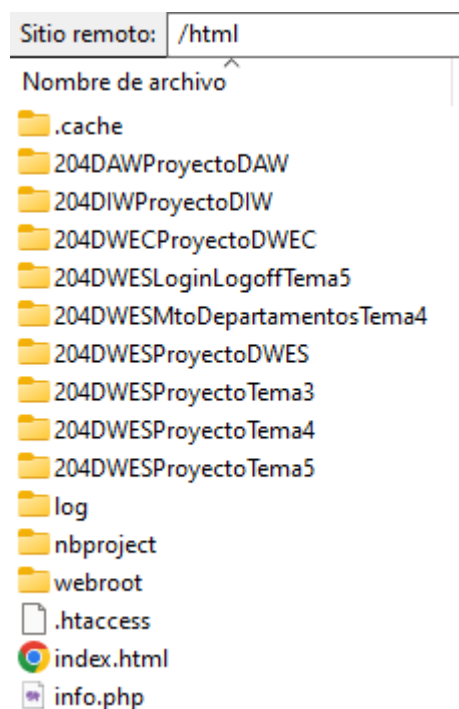 Sitio remoto: /html
Nombre de archivo
.cache
204DAWProyectoDAW
204DIWProyectoDIW
204DWECProyectoDWEC
204DWESLoginLogoffTema5
204DWESMtoDepartamentosTema4
204DWESProyectoDWES
204DWESProyectoTema3
204DWESProyectoTema4
204DWESProyectoTema5
log
nbproject
webroot
.htaccess
index.html
info.php